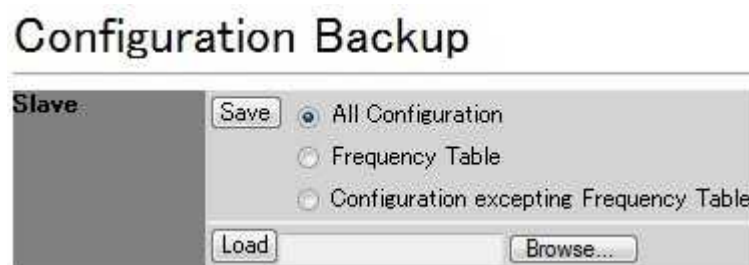 Configuration Backup
Slave
Save All Configuration
Frequency Table
Configuration excepting Frequency Table
Load Browse...